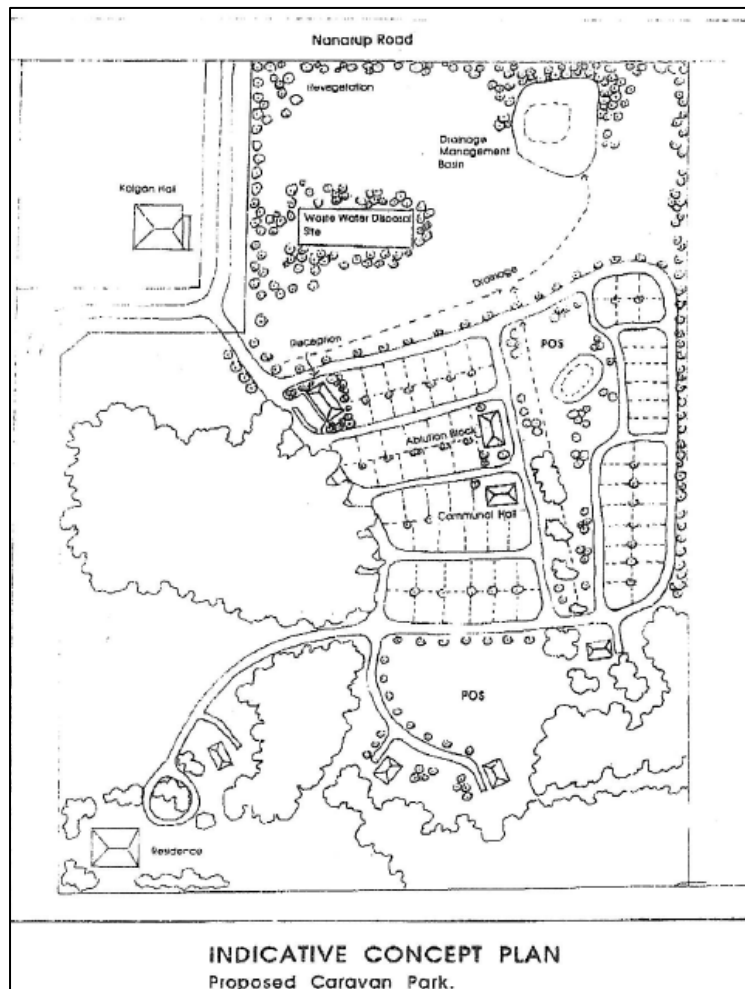 Nanarup Road
Revegetation
Drainage
Management
Basin
Kalgan Hall
Waste Water Disposal
Site
Drainage
Reception
POS
Ablution Block
Communal Hall
POS
Residence
INDICATIVE CONCEPT PLAN
Proposed Caravan Park.